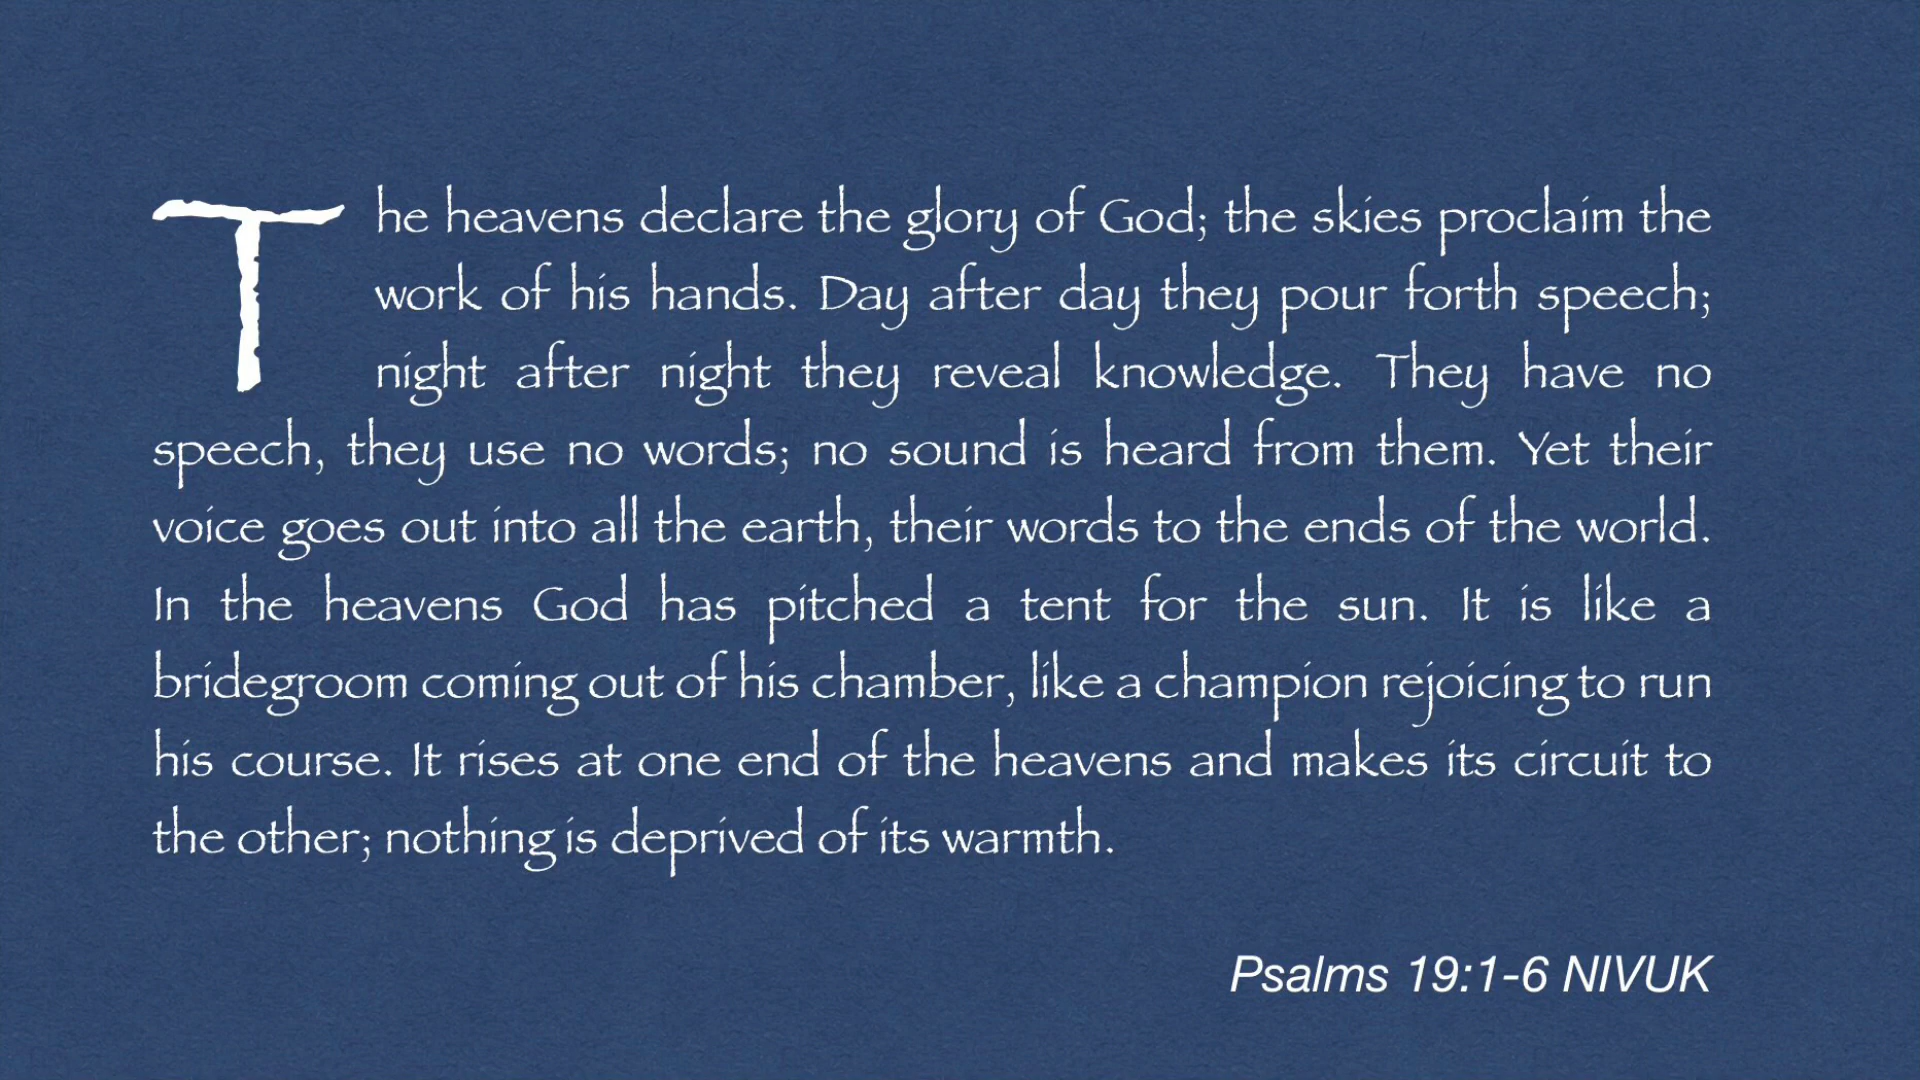 The heavens declare the glory of God; the skies proclaim the
work of his hands. Day after day they pour forth speech;
night after night they reveal knowledge. They have no
speech, they use no words; no sound is heard from them. Yet their
voice goes out into all the earth, their words to the ends of the world.
In the heavens God has pitched a tent for the sun. It is like a
bridegroom coming out of his chamber, like a champion rejoicing to run
his course. It rises at one end of the heavens and makes its circuit to
the other; nothing is deprived of its warmth.
Psalms 19:1-6 NIVUK